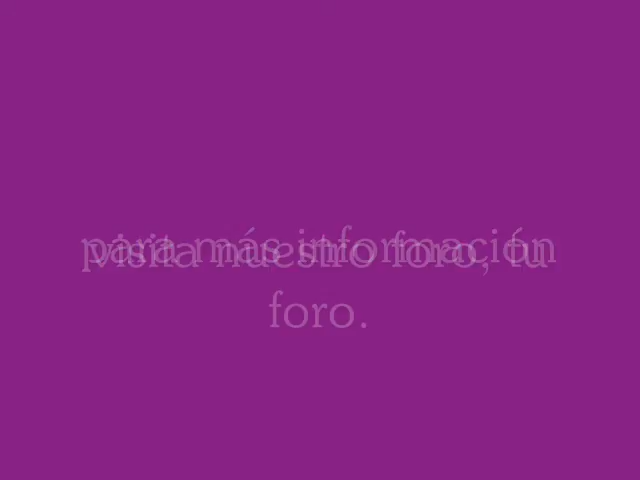 para más información
visita nuestro foro, tu
foro.